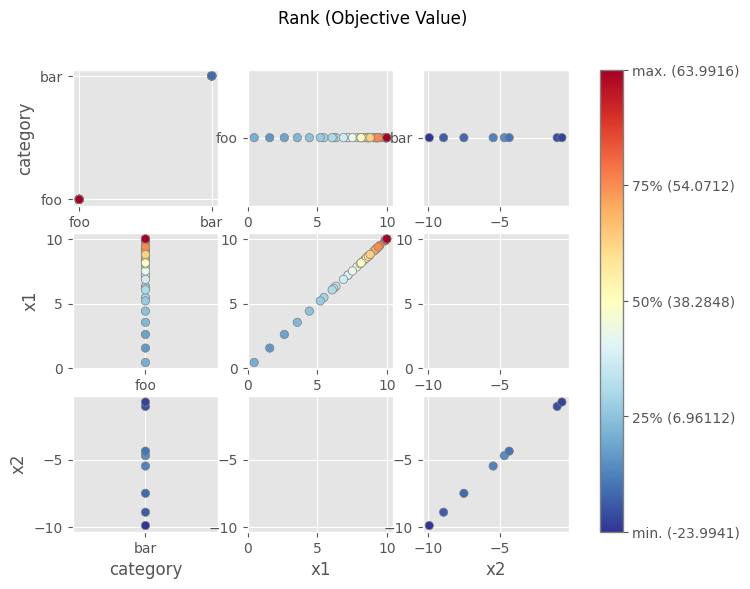 Rank (Objective Value)
category
bar
foo
foo
bar
foo
0
5
10
bar
−10
−5
x1
10
5
0
foo
10
5
0
0
5
10
−10
−5
x2
−5
−10
bar
category
−5
−10
0
5
10
x1
−5
−10
−10
−5
x2
max. (63.9916)
75% (54.0712)
50% (38.2848)
25% (6.96112)
min. (-23.9941)